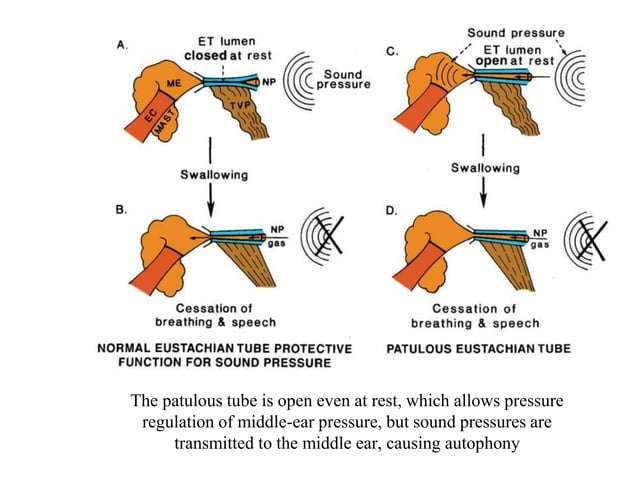 A.
ET lumen
closed at rest
ME
NP
Sound
pressure
TVP
EC
MAST
Swallowing
B.
NP
gas
Cessation of
breathing & speech
NORMAL EUSTACHIAN TUBE PROTECTIVE
FUNCTION FOR SOUND PRESSURE
Sound pressure
C.
ET lumen
open at rest
Swallowing
D.
NP
gas
Cessation of
breathing & speech
PATULOUS EUSTACHIAN TUBE
The patulous tube is open even at rest, which allows pressure
regulation of middle-ear pressure, but sound pressures are
transmitted to the middle ear, causing autophony